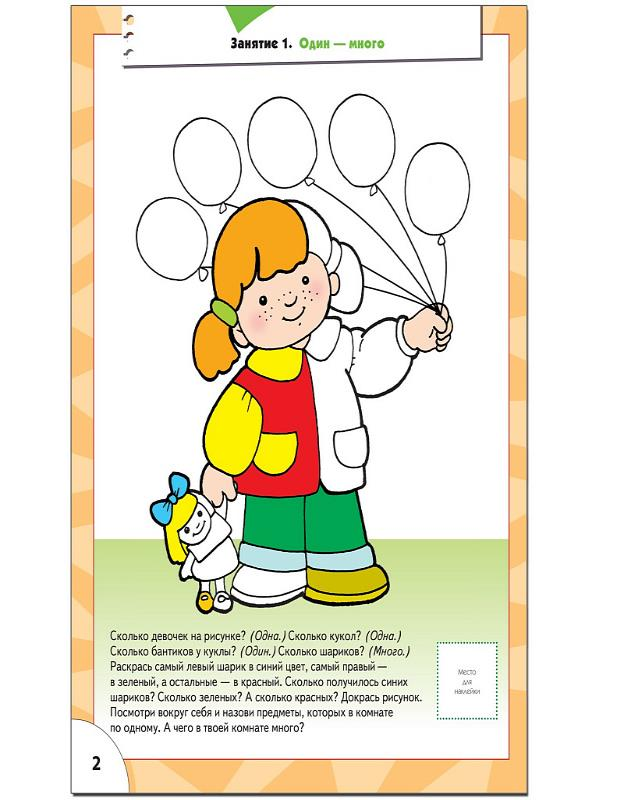 Занятие 1. Один — много
Сколько девочек на рисунке? (Одна.) Сколько кукол? (Одна.)
Сколько бантиков у куклы? (Один.) Сколько шариков? (Много.)
Раскрась самый левый шарик в синий цвет, самый правый —
в зеленый, а остальные — в красный. Сколько получилось синих
шариков? Сколько зеленых? А сколько красных? Докрась рисунок.
Посмотри вокруг себя и назови предметы, которых в комнате
по одному. А чего в твоей комнате много?
Место
для
наклейки
2